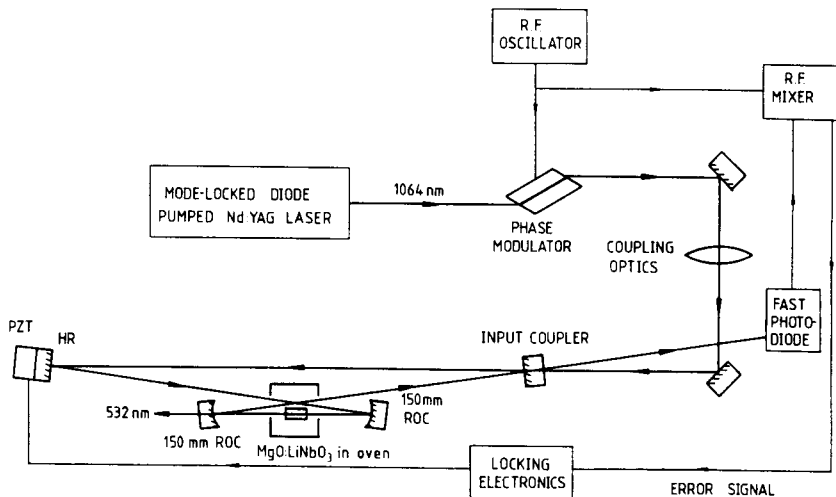 R.F.
OSCILLATOR
R.F.
MIXER
MODE-LOCKED DIODE
PUMPED Nd:YAG LASER
1064 nm
PHASE
MODULATOR
COUPLING
OPTICS
FAST
PHOTO-
DIODE
PZT
HR
INPUT COUPLER
532 nm
150 mm ROC
150mm
ROC
MgO:LiNbO₃ in oven
LOCKING
ELECTRONICS
ERROR SIGNAL